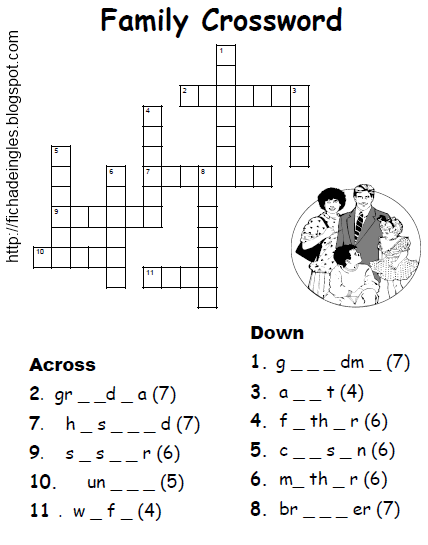 Family Crossword
http://fichadeingles.blogspot.com
1
2
3
4
5
6
7
8
9
10
11
Down
1. g _ _ _ dm _ (7)
3. a _ _ t (4)
4. f _ th _ r (6)
5. c _ _ s _ n (6)
6. m_ th _ r (6)
8. br _ _ _ er (7)
Across
2. gr _ _d _ a (7)
7. h _ s _ _ _ d (7)
9. s _ s _ _ r (6)
10. un _ _ _ (5)
11 . w _ f _ (4)